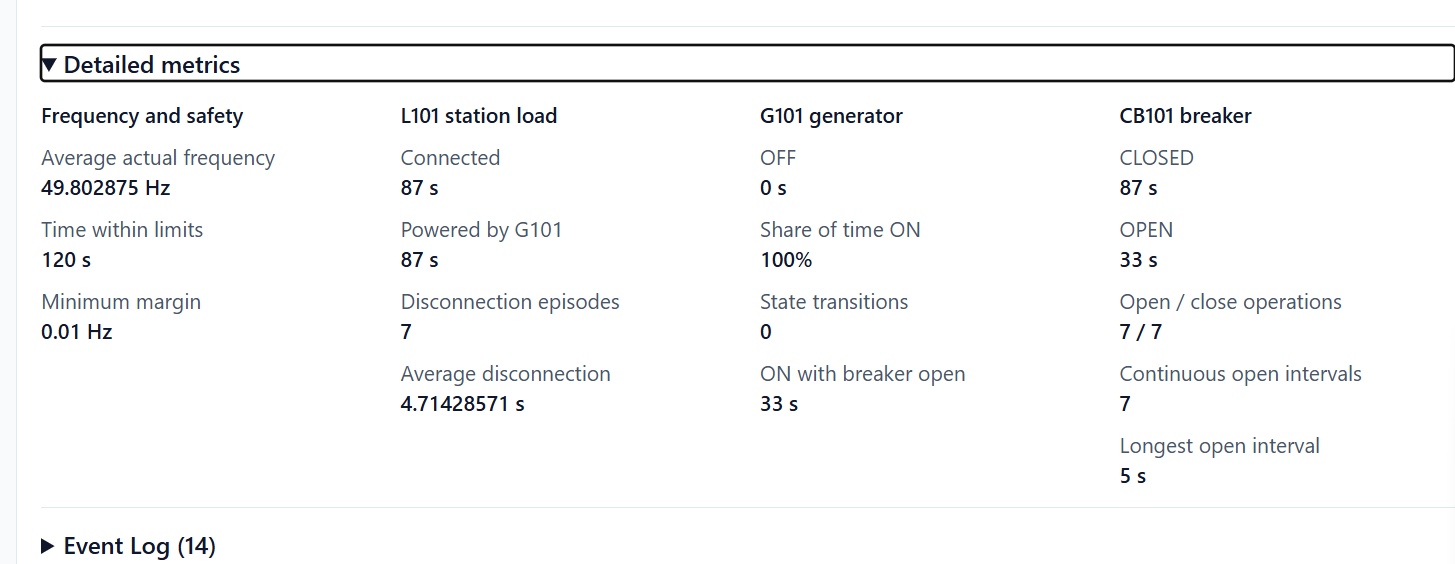 Detailed metrics
Frequency and safety
Average actual frequency
49.802875 Hz
Time within limits
120 s
Minimum margin
0.01 Hz
L101 station load
Connected
87 s
Powered by G101
87 s
Disconnection episodes
7
Average disconnection
4.71428571 s
G101 generator
OFF
0 s
Share of time ON
100%
State transitions
0
ON with breaker open
33 s
CB101 breaker
CLOSED
87 s
OPEN
33 s
Open / close operations
7 / 7
Continuous open intervals
7
Longest open interval
5 s
Event Log (14)